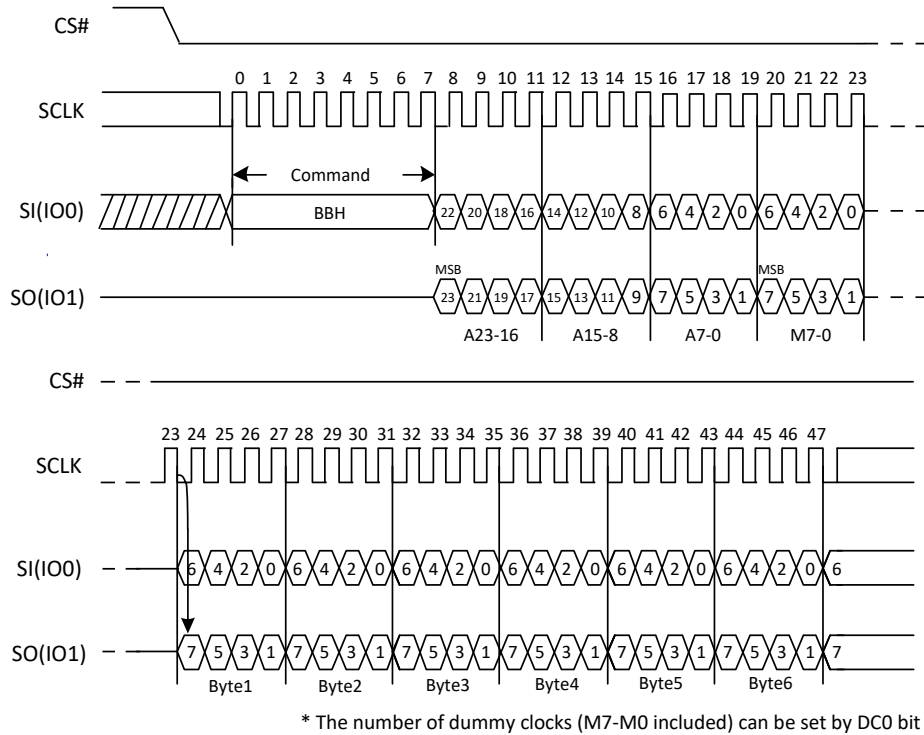 CS#
0 1 2 3 4 5 6 7 8 9 10 11 12 13 14 15 16 17 18 19 20 21 22 23
SCLK
Command
SI(IO0) BBH 22 20 18 16 14 12 10 8 6 4 2 0 6 4 2 0
MSB MSB
SO(IO1) 23 21 19 17 15 13 11 9 7 5 3 1 7 5 3 1
A23-16 A15-8 A7-0 M7-0
CS#
23 24 25 26 27 28 29 30 31 32 33 34 35 36 37 38 39 40 41 42 43 44 45 46 47
SCLK
SI(IO0) 6 4 2 0 6 4 2 0 6 4 2 0 6 4 2 0 6 4 2 0 6 4 2 0 6
SO(IO1) 7 5 3 1 7 5 3 1 7 5 3 1 7 5 3 1 7 5 3 1 7 5 3 1 7
Byte1 Byte2 Byte3 Byte4 Byte5 Byte6
* The number of dummy clocks (M7-M0 included) can be set by DC0 bit